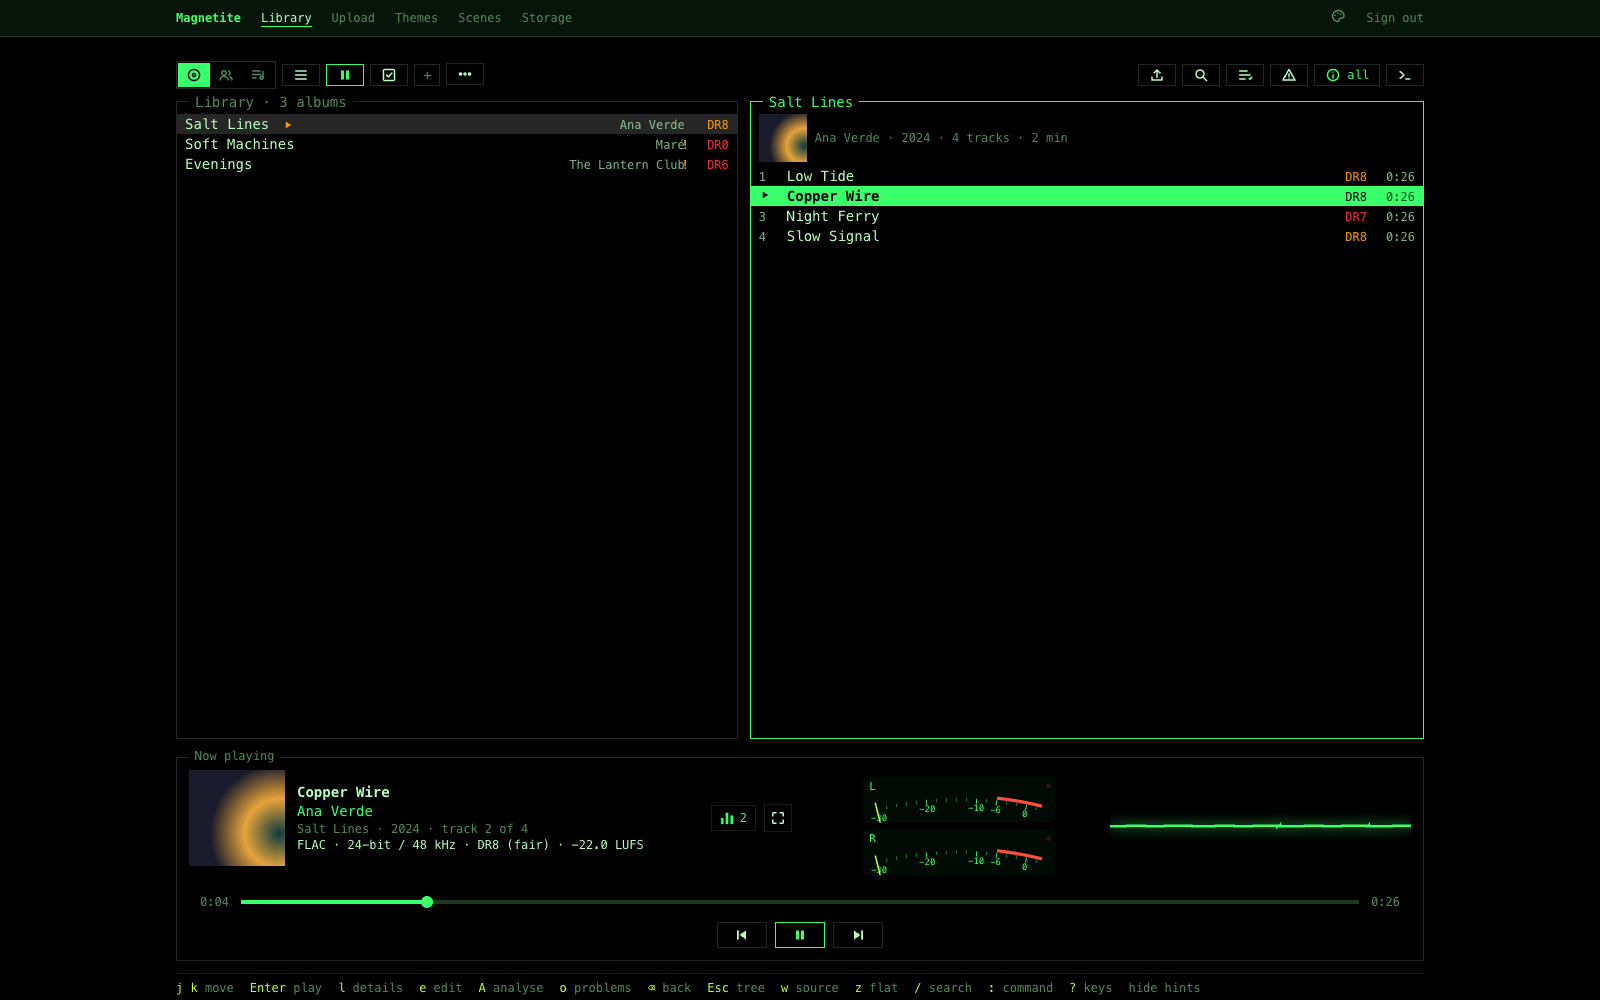 Magnetite Library Upload Themes Scenes Storage Sign out
+ ••• all
Library · 3 albums
Salt Lines Ana Verde DR8
Soft Machines Maré! DR0
Evenings The Lantern Club! DR6
Salt Lines
Ana Verde · 2024 · 4 tracks · 2 min
1 Low Tide DR8 0:26
Copper Wire DR8 0:26
3 Night Ferry DR7 0:26
4 Slow Signal DR8 0:26
Now playing
Copper Wire
Ana Verde
Salt Lines · 2024 · track 2 of 4
FLAC · 24-bit / 48 kHz · DR8 (fair) · −22.0 LUFS
2
L
−30 −20 −10 −6 0
R
−30 −20 −10 −6 0
0:04 0:26
j k move Enter play l details e edit A analyse o problems ⌫ back Esc tree w source z flat / search : command ? keys hide hints